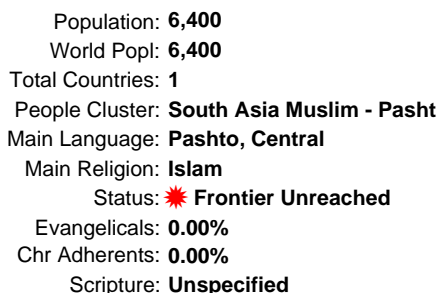 Population: 6,400
World Popl: 6,400
Total Countries: 1
People Cluster: South Asia Muslim - Pasht
Main Language: Pashto, Central
Main Religion: Islam
Status: Frontier Unreached
Evangelicals: 0.00%
Chr Adherents: 0.00%
Scripture: Unspecified